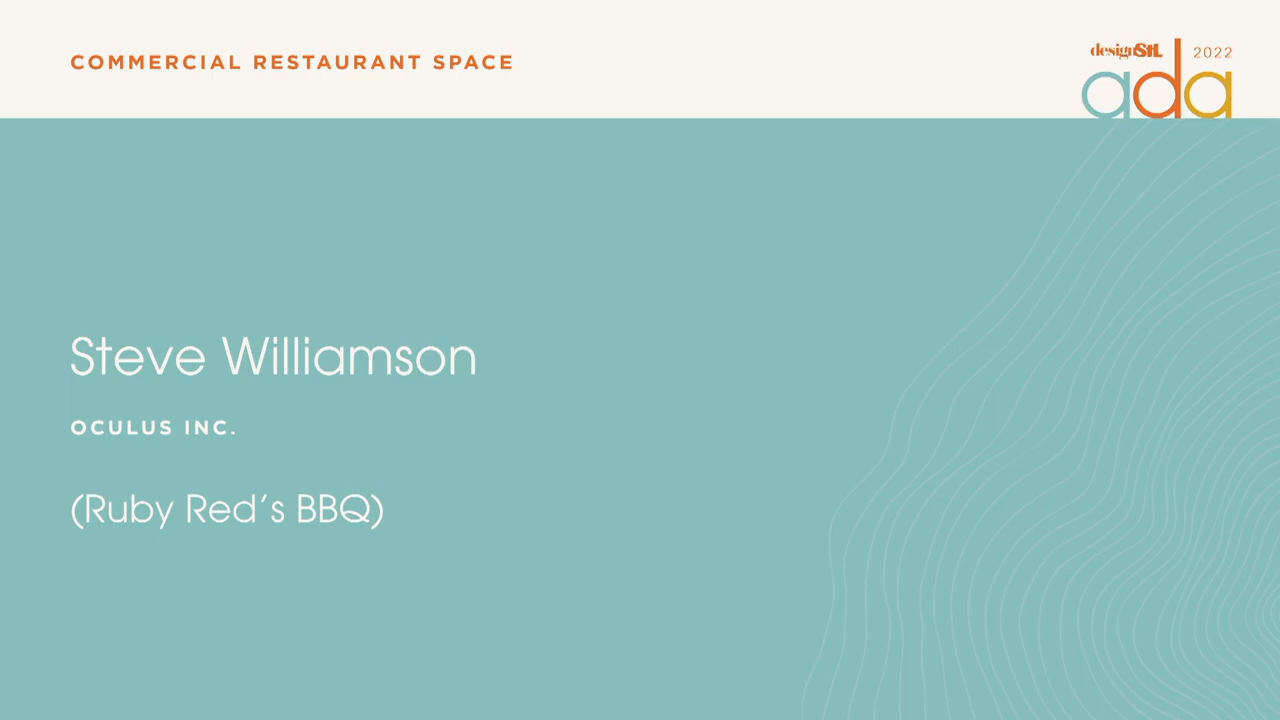 COMMERCIAL RESTAURANT SPACE
designStL 2022
ada
Steve Williamson
OCULUS INC.
(Ruby Red’s BBQ)